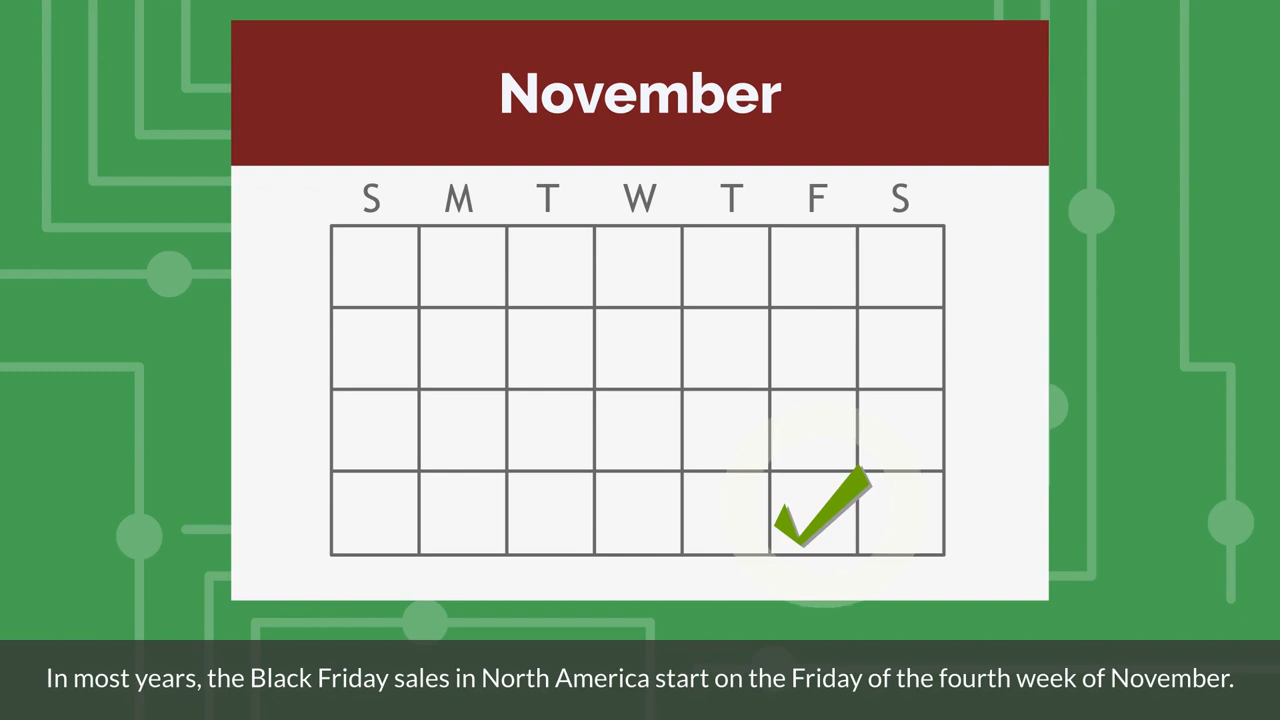 November
S M T W T F S
In most years, the Black Friday sales in North America start on the Friday of the fourth week of November.